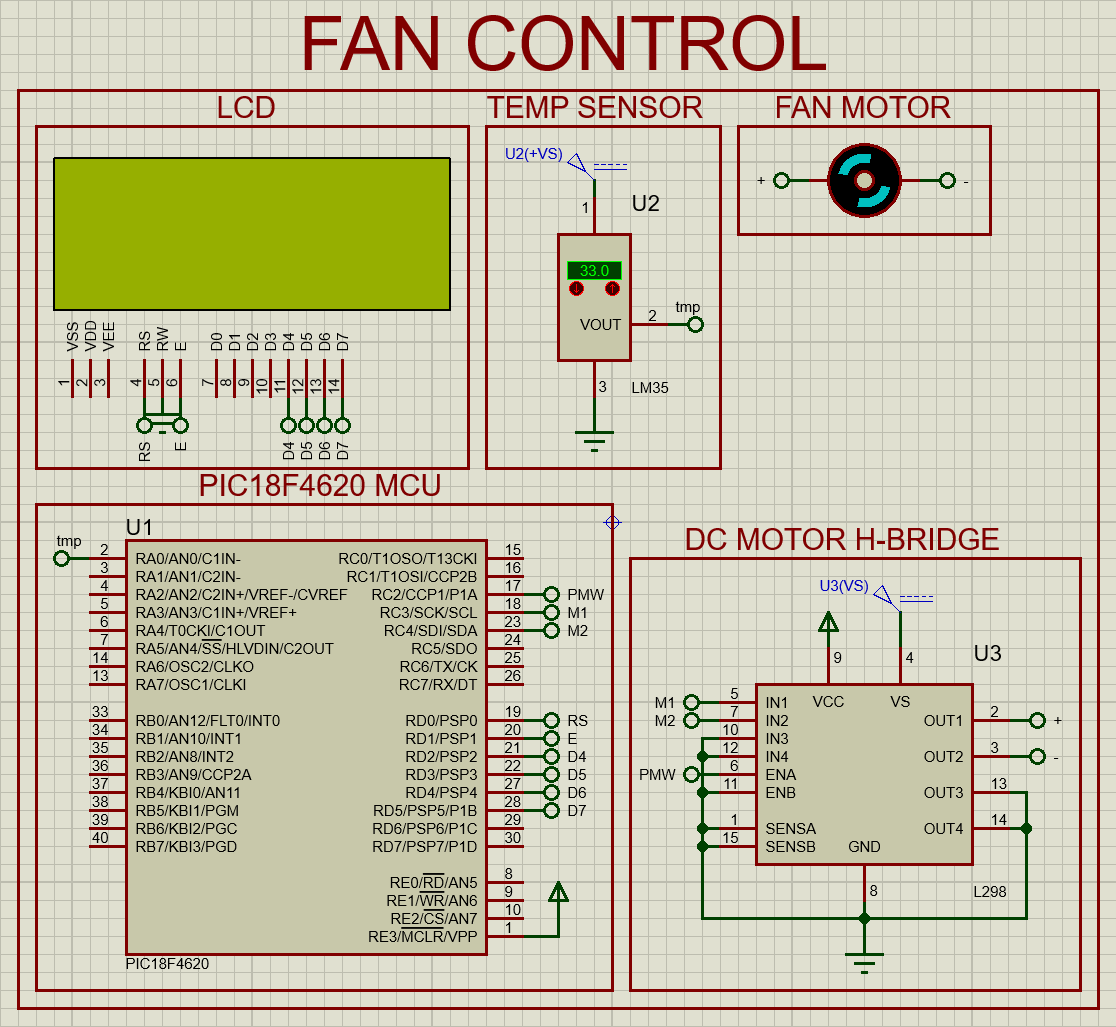 FAN CONTROL
LCD
TEMP SENSOR
FAN MOTOR
U2(+VS)
1
U2
33.0
VOUT
2
tmp
3
LM35
+
-
VSS
VDD
VEE
RS
RW
E
D0
D1
D2
D3
D4
D5
D6
D7
1
2
3
4
5
6
7
8
9
10
11
12
13
14
RS
E
D4
D5
D6
D7
PIC18F4620 MCU
U1
tmp
2 RA0/AN0/C1IN-
3 RA1/AN1/C2IN-
4 RA2/AN2/C2IN+/VREF-/CVREF
5 RA3/AN3/C1IN+/VREF+
6 RA4/T0CKI/C1OUT
7 RA5/AN4/SS/HLVDIN/C2OUT
14 RA6/OSC2/CLKO
13 RA7/OSC1/CLKI
33 RB0/AN12/FLT0/INT0
34 RB1/AN10/INT1
35 RB2/AN8/INT2
36 RB3/AN9/CCP2A
37 RB4/KBI0/AN11
38 RB5/KBI1/PGM
39 RB6/KBI2/PGC
40 RB7/KBI3/PGD
RC0/T1OSO/T13CKI 15
RC1/T1OSI/CCP2B 16
RC2/CCP1/P1A 17 PMW
RC3/SCK/SCL 18 M1
RC4/SDI/SDA 23 M2
RC5/SDO 24
RC6/TX/CK 25
RC7/RX/DT 26
RD0/PSP0 19 RS
RD1/PSP1 20 E
RD2/PSP2 21 D4
RD3/PSP3 22 D5
RD4/PSP4 27 D6
RD5/PSP5/P1B 28 D7
RD6/PSP6/P1C 29
RD7/PSP7/P1D 30
RE0/RD/AN5 8
RE1/WR/AN6 9
RE2/CS/AN7 10
RE3/MCLR/VPP 1
PIC18F4620
DC MOTOR H-BRIDGE
U3(VS)
9
4
U3
VCC
VS
M1 5 IN1
M2 7 IN2
10 IN3
12 IN4
PMW 6 ENA
11 ENB
1 SENSA
15 SENSB
OUT1 2 +
OUT2 3 -
OUT3 13
OUT4 14
GND
8
L298